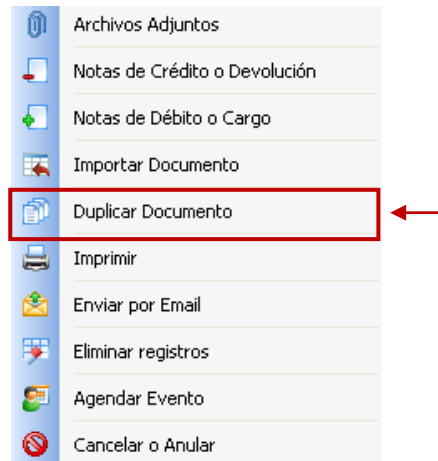 Archivos Adjuntos
Notas de Crédito o Devolución
Notas de Débito o Cargo
Importar Documento
Duplicar Documento
Imprimir
Enviar por Email
Eliminar registros
Agendar Evento
Cancelar o Anular